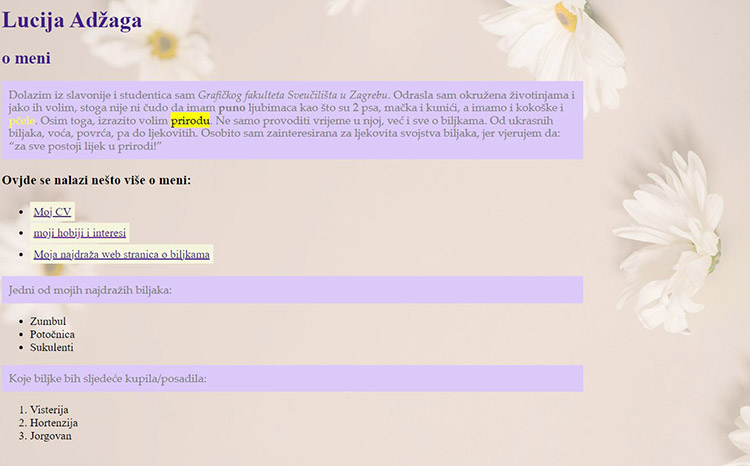 Lucija Adžaga
o meni
Dolazim iz slavonije i studentica sam Grafičkog fakulteta Sveučilišta u Zagrebu. Odrasla sam okružena životinjama i
jako ih volim, stoga nije ni čudo da imam puno ljubimaca kao što su 2 psa, mačka i kunići, a imamo i kokoške i
pčele. Osim toga, izrazito volim prirodu. Ne samo provoditi vrijeme u njoj, već i sve o biljkama. Od ukrasnih
biljaka, voća, povrća, pa do ljekovitih. Osobito sam zainteresirana za ljekovita svojstva biljaka, jer vjerujem da:
“za sve postoji lijek u prirodi!”
Ovjde se nalazi nešto više o meni:
Moj CV
moji hobiji i interesi
Moja najdraža web stranica o biljkama
Jedni od mojih najdražih biljaka:
Zumbul
Potočnica
Sukulenti
Koje biljke bih sljedeće kupila/posadila:
1. Visterija
2. Hortenzija
3. Jorgovan